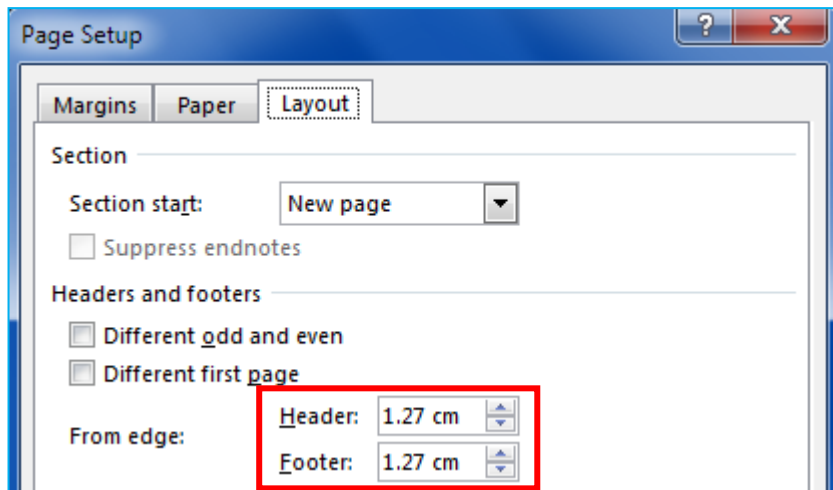 Page Setup
?
X
Margins Paper Layout
Section
Section start: New page
Suppress endnotes
Headers and footers
Different odd and even
Different first page
Header: 1.27 cm
From edge:
Footer: 1.27 cm